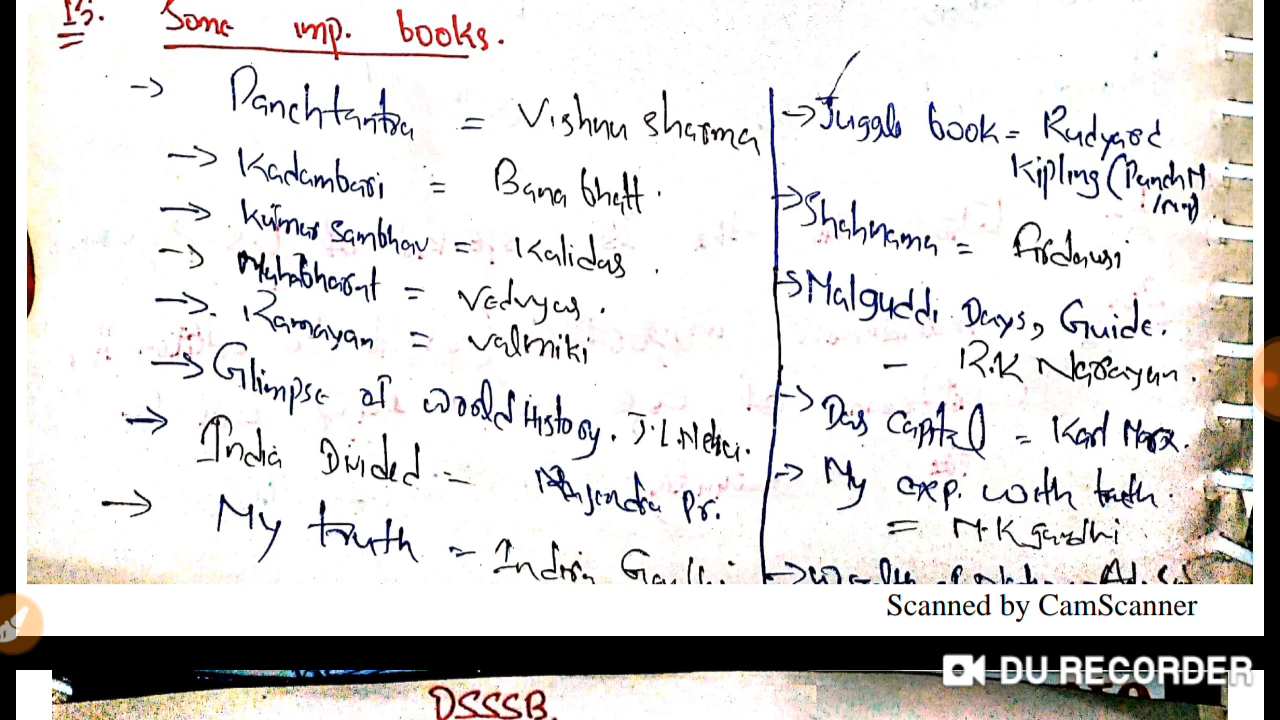 15. Some imp. books.
-> Panchtantra = Vishnu Sharma
-> Kadambari = Bana bhatt.
-> Kumar Sambhav = Kalidas.
-> Mahabharat = Vedvyas.
-> Ramayan = Valmiki
-> Glimpse of World History. J.L.Nehru.
-> India Divided = Rajendra Pr.
-> My truth = Indira Gandhi
-> Juggle book = Rudyard
Kipling (Panch M
-> Shahnama = firdausi
-> Malguddi Days, Guide.
- R.K Narayan.
-> Das Capital = Karl Marx.
-> My exp. with truth.
= M.K gandhi
Scanned by CamScanner
DU RECORDER
DSSSB.